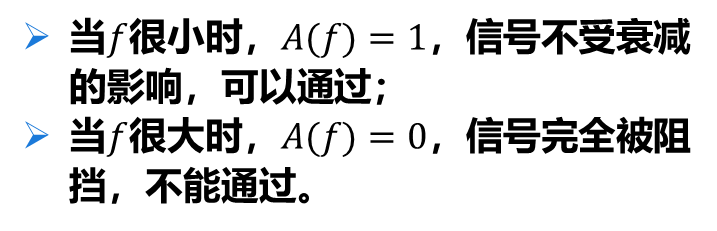 ➢ 当𝑓很小时，𝐴(𝑓) = 1，信号不受衰减
的影响，可以通过；
➢ 当𝑓很大时，𝐴(𝑓) = 0，信号完全被阻
挡，不能通过。